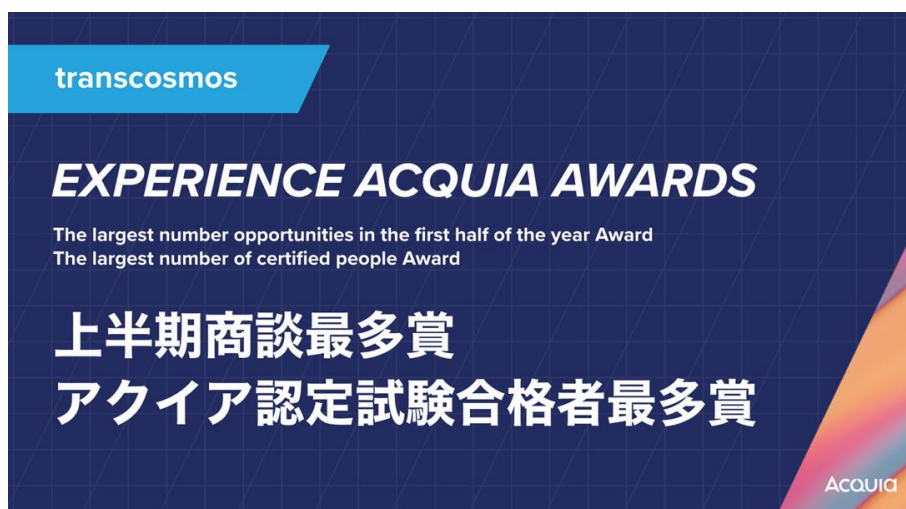 transcosmos
EXPERIENCE ACQUIA AWARDS
The largest number opportunities in the first half of the year Award
The largest number of certified people Award
上半期商談最多賞
アクイア認定試験合格者最多賞
Acquia